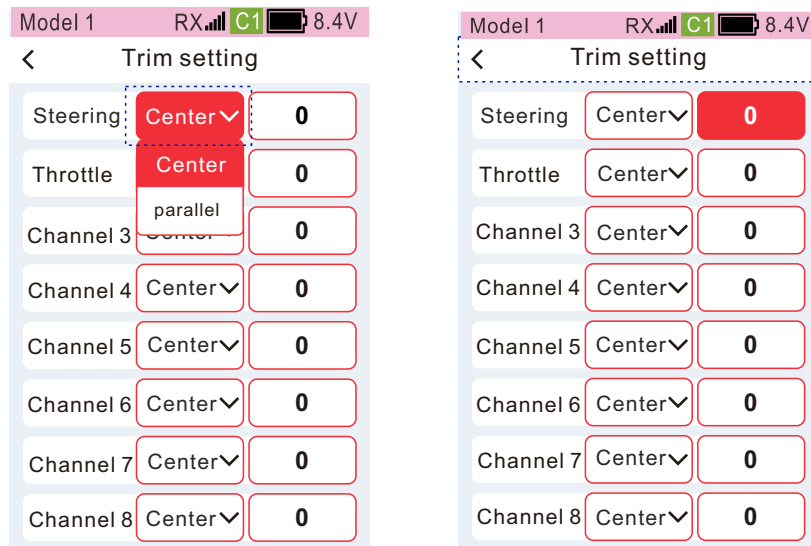 Model 1 RX C1 8.4V
< Trim setting
Steering Center 0
Center
Throttle 0
parallel
Channel 3 0
Channel 4 Center 0
Channel 5 Center 0
Channel 6 Center 0
Channel 7 Center 0
Channel 8 Center 0
Model 1 RX C1 8.4V
< Trim setting
Steering Center 0
Throttle Center 0
Channel 3 Center 0
Channel 4 Center 0
Channel 5 Center 0
Channel 6 Center 0
Channel 7 Center 0
Channel 8 Center 0